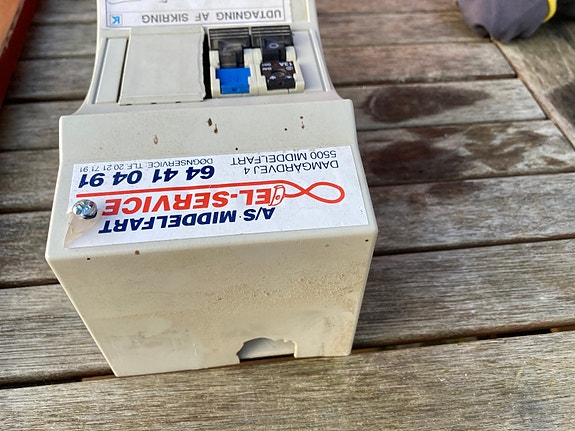 A/S MIDDELFART
EL-SERVICE
DAMGÅRDVEJ 4
5500 MIDDELFART
64 41 04 91
DØGNSERVICE, TLF. 20 21 71 91
UDTAGNING AF SIKRING
K